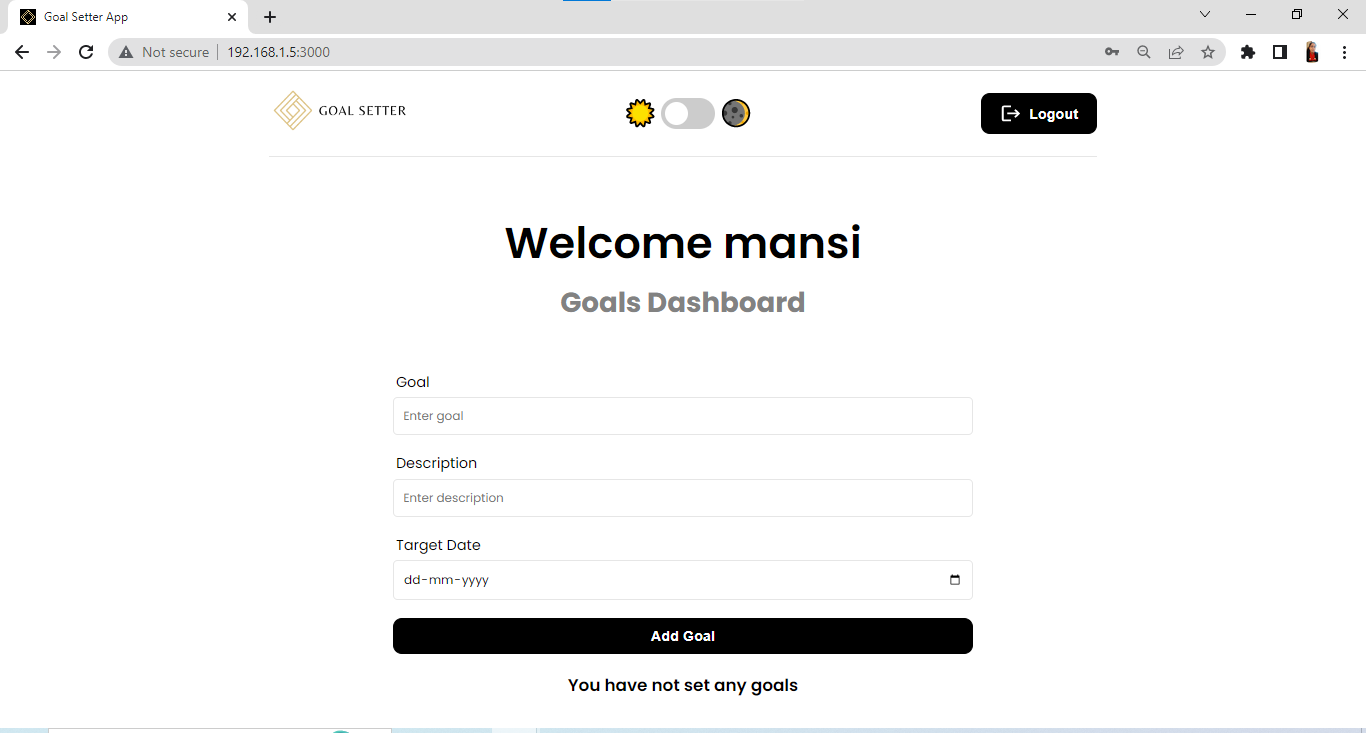 Goal Setter App
Not secure
192.168.1.5:3000
GOAL SETTER
Logout
Welcome mansi
Goals Dashboard
Goal
Enter goal
Description
Enter description
Target Date
dd-mm-yyyy
Add Goal
You have not set any goals